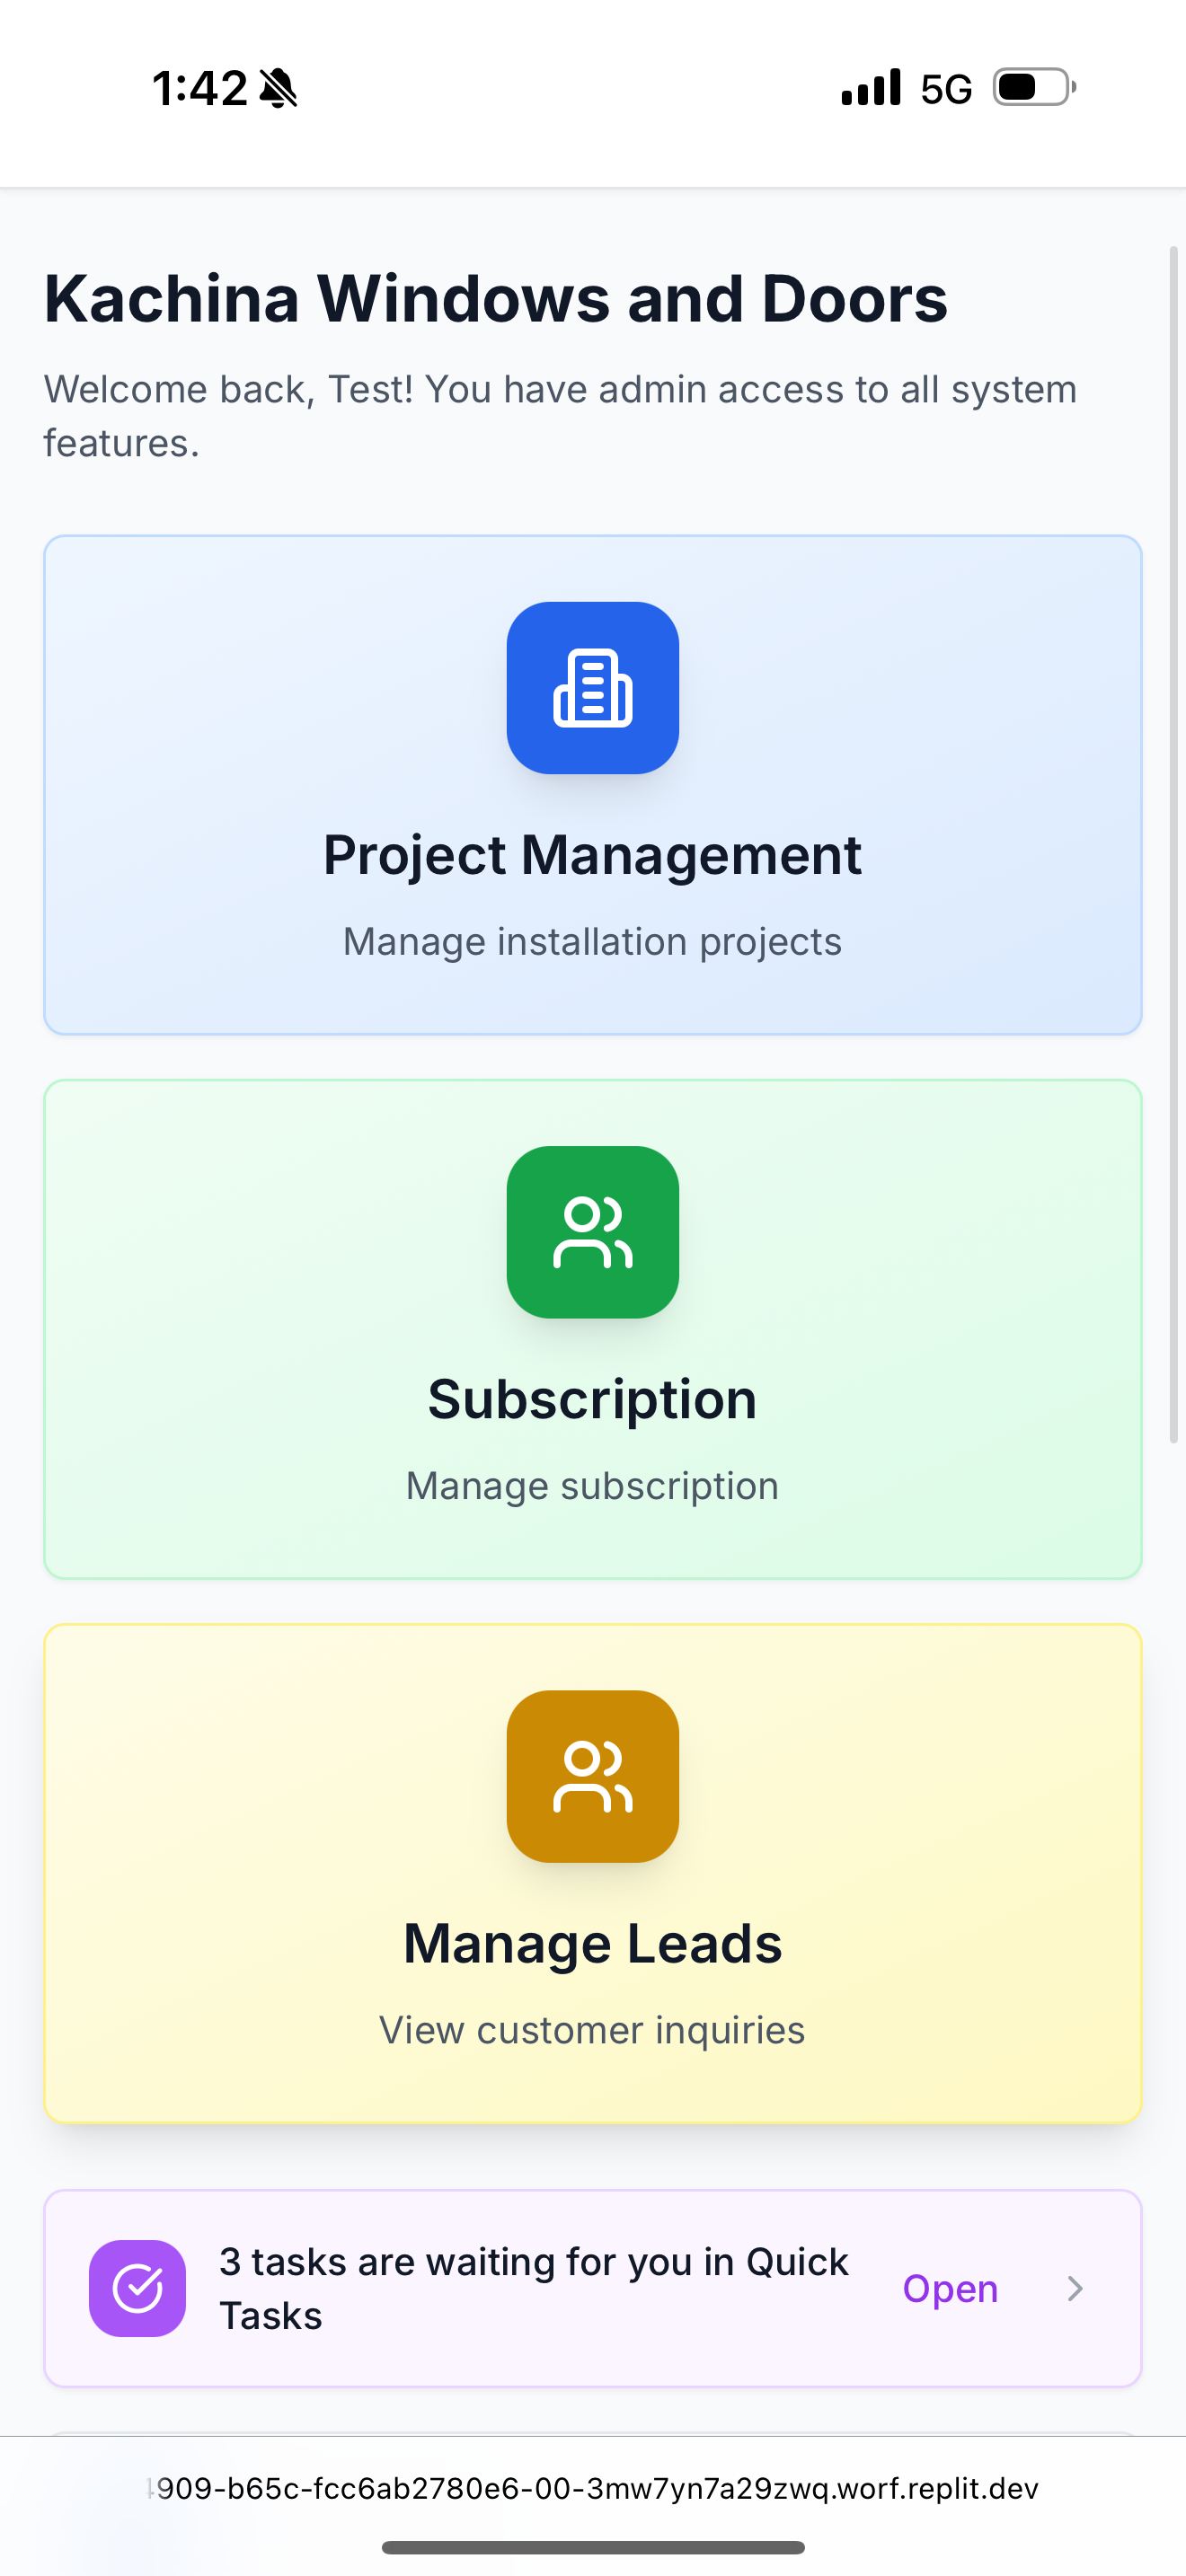 1:42
5G
Kachina Windows and Doors
Welcome back, Test! You have admin access to all system
features.
Project Management
Manage installation projects
Subscription
Manage subscription
Manage Leads
View customer inquiries
3 tasks are waiting for you in Quick
Tasks
Open
909-b65c-fcc6ab2780e6-00-3mw7yn7a29zwq.worf.replit.dev